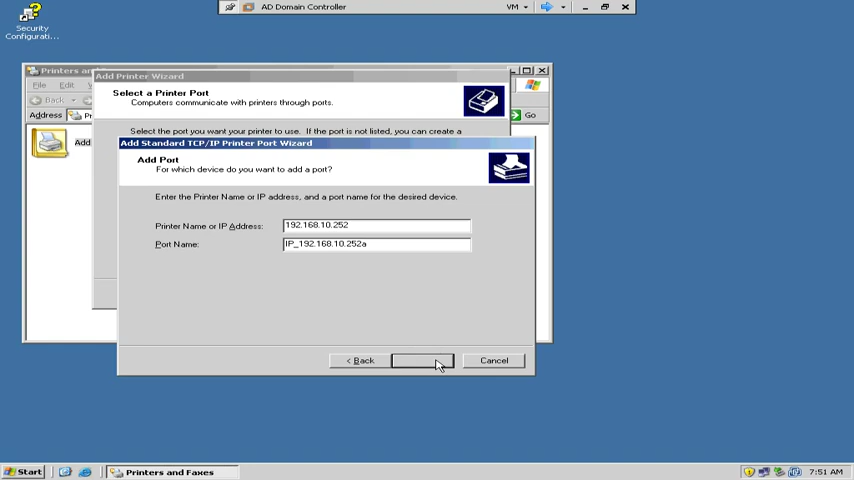 AD Domain Controller
VM
Security
Configurati...
Printers and
Add Printer Wizard
File Edit
Select a Printer Port
Computers communicate with printers through ports.
Back
Address
Go
Select the port you want your printer to use. If the port is not listed, you can create a
Add
Add Standard TCP/IP Printer Port Wizard
Add Port
For which device do you want to add a port?
Enter the Printer Name or IP address, and a port name for the desired device.
Printer Name or IP Address: 192.168.10.252
Port Name: IP_192.168.10.252a
< Back Cancel
Start Printers and Faxes 7:51 AM